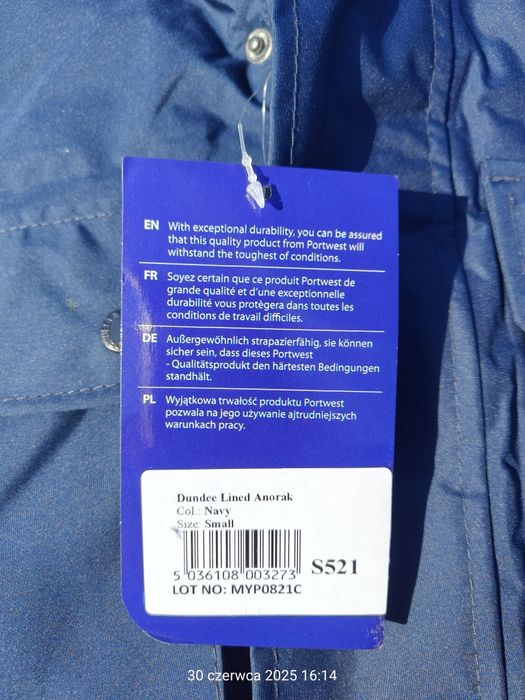 EN With exceptional durability, you can be assured
that this quality product from Portwest will
withstand the toughest of conditions.
FR Soyez certain que ce produit Portwest de
grande qualité et d'une exceptionnelle
durabilité vous protègera dans toutes les
conditions de travail difficiles.
DE Außergewöhnlich strapazierfähig, sie können
sicher sein, dass dieses Portwest
- Qualitätsprodukt den härtesten Bedingungen
standhält.
PL Wyjątkowa trwałość produktu Portwest
pozwala na jego używanie ajtrudniejszych
warunkach pracy.
Dundee Lined Anorak
Col.: Navy
Size: Small
5 036108 003273
S521
LOT NO: MYP0821C
30 czerwca 2025 16:14